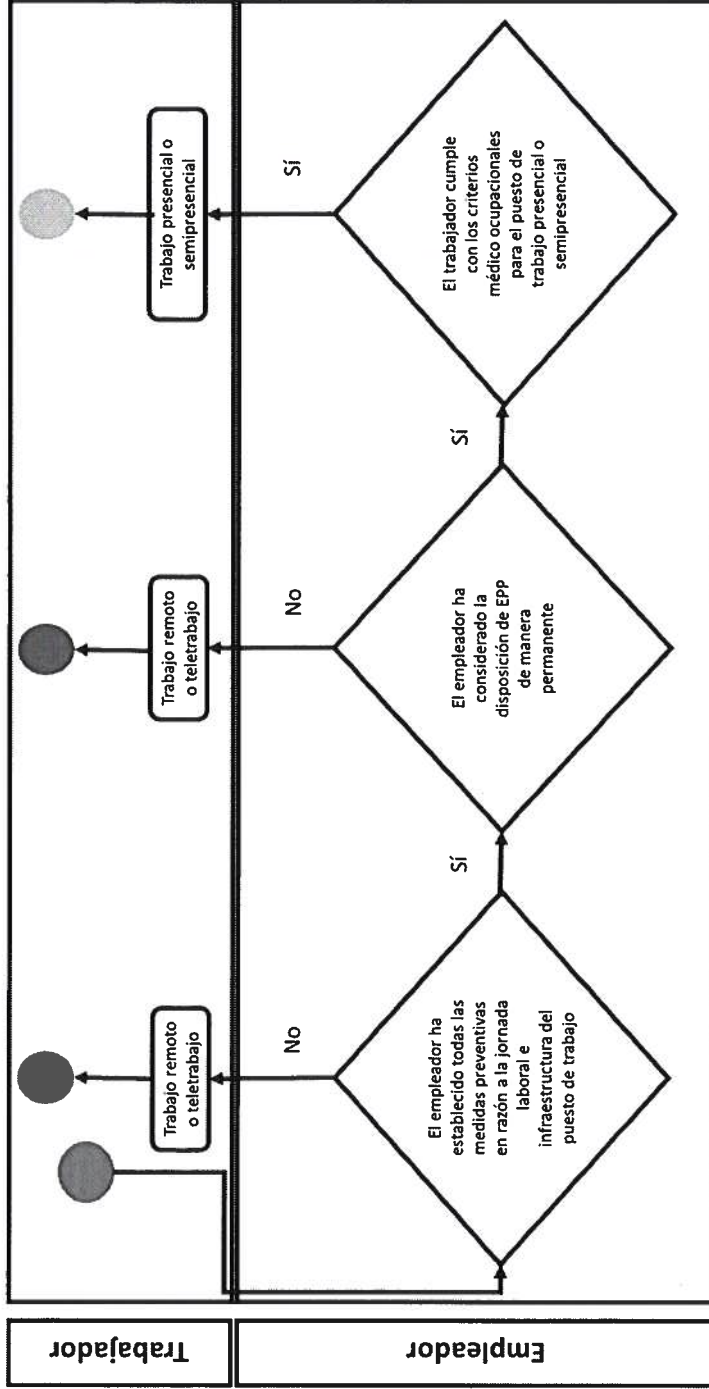 Trabajador
Empleador
Trabajo remoto
o teletrabajo
Trabajo remoto
o teletrabajo
Trabajo presencial o
semipresencial
No
No
Sí
El empleador ha
establecido todas las
medidas preventivas
en razón a la jornada
laboral e
infraestructura del
puesto de trabajo
Sí
El empleador ha
considerado la
disposición de EPP
de manera
permanente
Sí
El trabajador cumple
con los criterios
médico ocupacionales
para el puesto de
trabajo presencial o
semipresencial